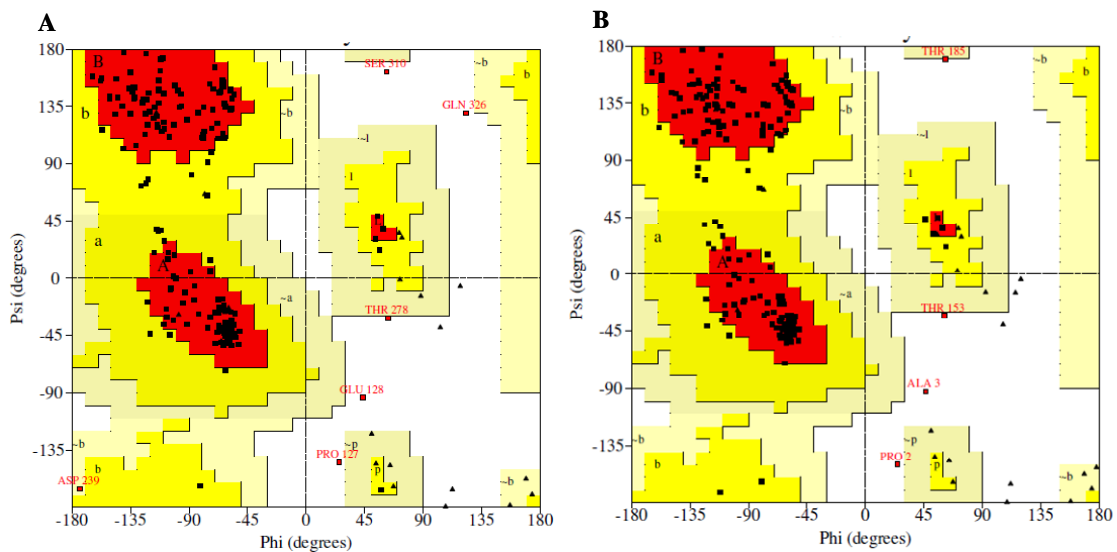 A
B
180
135
90
45
0
-45
-90
-135
-180
-180
-135
-90
-45
0
45
90
135
180
Psi (degrees)
Phi (degrees)
B
b
~b
b
SER 310
GLN 326
~l
l
a
A
~a
THR 278
GLU 128
PRO 127
ASP 239
~b
b
~p
p
~b
180
135
90
45
0
-45
-90
-135
-180
-135
-90
-45
0
45
90
135
180
Psi (degrees)
Phi (degrees)
B
b
~b
b
THR 185
~l
l
a
A
~a
THR 153
ALA 3
PRO 2
~b
b
~p
p
~b